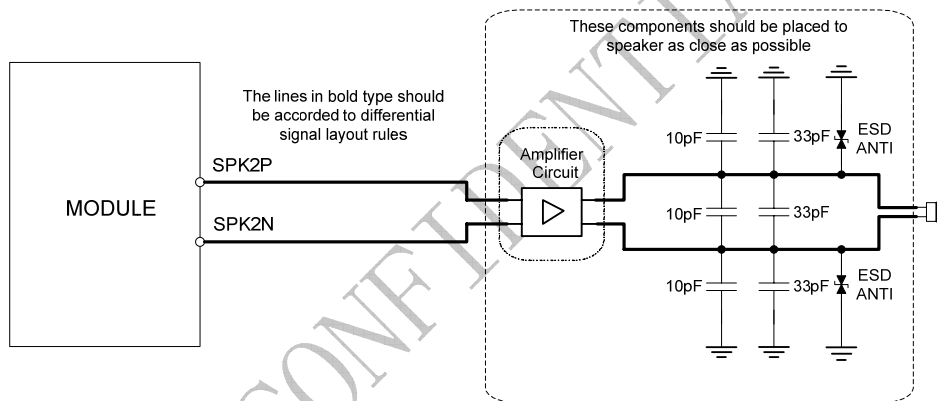 These components should be placed to
speaker as close as possible
The lines in bold type should
be accorded to differential
signal layout rules
10pF
33pF
ESD
ANTI
Amplifier
Circuit
SPK2P
MODULE
10pF
33pF
SPK2N
10pF
33pF
ESD
ANTI
CONFIDENTIAL